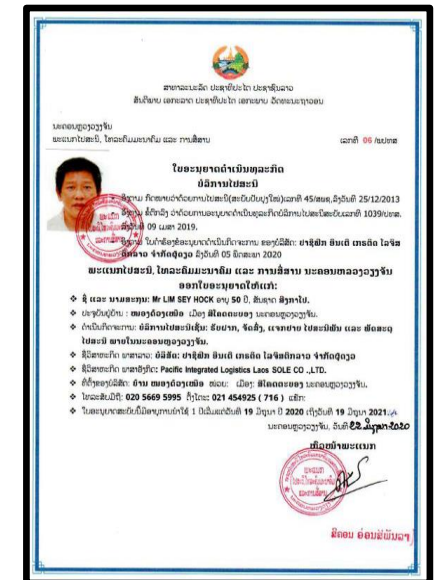 ສາທາລະນະລັດ ປະຊາທິປະໄຕ ປະຊາຊົນລາວ
ສັນຕິພາບ ເອກະລາດ ປະຊາທິປະໄຕ ເອກະພາບ ວັດທະນະຖາວອນ
ນະຄອນຫຼວງວຽງຈັນ
ພະແນກໄປສະນີ, ໂທລະຄົມມະນາຄົມ ແລະ ການສື່ສານ
ເລກທີ 06 /ພປທສ
ໃບອະນຸຍາດດຳເນີນທຸລະກິດ
ບໍລິການໄປສະນີ
ອີງຕາມ ກົດໝາຍວ່າດ້ວຍການໄປສະນີ(ສະບັບປັບປຸງໃໝ່)ເລກທີ 45/ສພຊ,ລົງວັນທີ 25/12/2013
ອີງຕາມ ຂໍ້ຕົກລົງ ວ່າດ້ວຍການອະນຸຍາດດຳເນີນທຸລະກິດບໍລິການໄປສະນີສະບັບເລກທີ 1039/ປທສ.
ລົງວັນທີ 09 ເມສາ 2019.
ອີງຕາມ ໃບຄຳຮ້ອງຂໍອະນຸຍາດດຳເນີນກິດຈະການ ຂອງບໍລິສັດ: ປາຊີຟິກ ອິນເຕີ ເກຣດຕິດ ໂລຈິສ
ຕິກລາວ ຈຳກັດຜູ້ດຽວ ລົງວັນທີ 05 ພຶດສະພາ 2020
ພະແນກໄປສະນີ,ໂທລະຄົມມະນາຄົມ ແລະ ການສື່ສານ ນະຄອນຫລວງວຽງຈັນ
ອອກໃບອະນຸຍາດໃຫ້ແກ່:
❖ ຊື່ ແລະ ນາມສະກຸນ: Mr LIM SEY HOCK ອາຍຸ 50 ປີ, ສັນຊາດ ສິງກາໂປ.
❖ ປະຈຸບັນຢູ່ບ້ານ : ໜອງດ້ວງເໜືອ ເມືອງ ສີໂຄດຕະບອງ ນະຄອນຫຼວງວຽງຈັນ.
❖ ດຳເນີນກິດຈະການ: ບໍລິການໄປສະນີເຊັ່ນ: ຮັບຝາກ, ຈັດສົ່ງ, ແຈກຢາຍ ໄປສະນີພັນ ແລະ ພັດສະດຸ
ໄປສະນີ ພາຍໃນນະຄອນຫຼວງວຽງຈັນ.
❖ ຊື່ວິສາຫະກິດ ພາສາລາວ: ບໍລິສັດ: ປາຊີຟິກ ອິນເຕີ ເກຣດຕິດ ໂລຈິສຕິກລາວ ຈຳກັດຜູ້ດຽວ
❖ ຊື່ວິສາຫະກິດ ພາສາອັງກິດ: Pacific Integrated Logistics Laos SOLE CO .,LTD.
❖ ທີ່ຕັ້ງຂອງບໍລິສັດ: ບ້ານ ໜອງດ້ວງເໜືອ ໜ່ວຍ: ເມືອງ: ສີໂຄດຕະບອງ ນະຄອນຫຼວງວຽງຈັນ.
❖ ໂທລະສັບມືຖື: 020 5669 5995 ຕັ້ງໂຕະ: 021 454925 ( 716 ) ແຟັກ:
❖ ໃບອະນຸຍາດສະບັບນີ້ມີອາຍຸການນຳໃຊ້ 1 ປີເລີ່ມແຕ່ວັນທີ 19 ມິຖຸນາ ປີ 2020 ເຖິງວັນທີ 19 ມິຖຸນາ 2021.
ນະຄອນຫຼວງວຽງຈັນ, ວັນທີ 22 ມິຖຸນາ 2020
ຫົວໜ້າພະແນກ
ສີຄອນ ອ່ອນສີພັນລາ